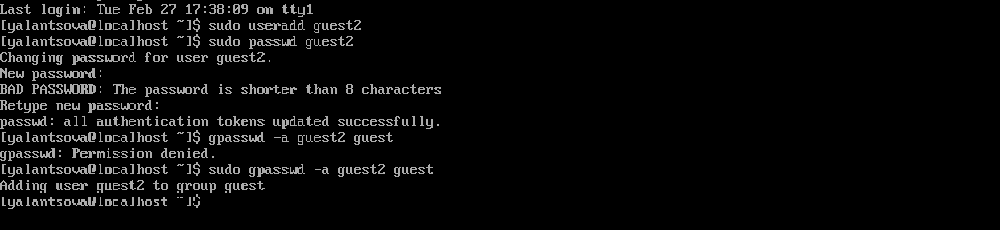 Last login: Tue Feb 27 17:38:09 on tty1
[yalantsova@localhost ~]$ sudo useradd guest2
[yalantsova@localhost ~]$ sudo passwd guest2
Changing password for user guest2.
New password:
BAD PASSWORD: The password is shorter than 8 characters
Retype new password:
passwd: all authentication tokens updated successfully.
[yalantsova@localhost ~]$ gpasswd -a guest2 guest
gpasswd: Permission denied.
[yalantsova@localhost ~]$ sudo gpasswd -a guest2 guest
Adding user guest2 to group guest
[yalantsova@localhost ~]$